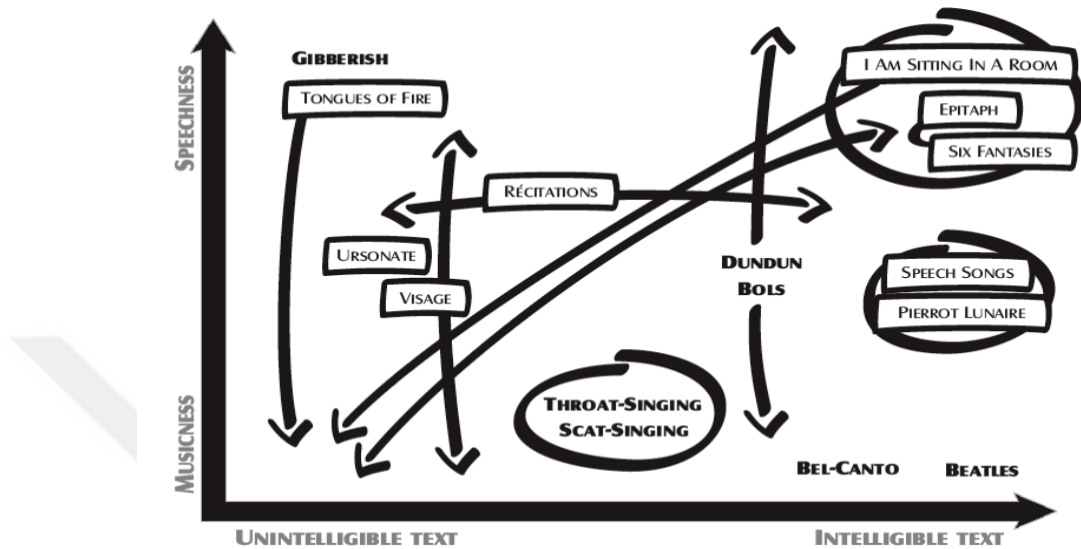 GIBBERISH
TONGUES OF FIRE
I AM SITTING IN A ROOM
EPITAPH
SIX FANTASIES
RÉCITATIONS
URSONATE
VISAGE
DUNDUN
BOLS
SPEECH SONGS
PIERROT LUNAIRE
THROAT-SINGING
SCAT-SINGING
BEL-CANTO
BEATLES
SPEECHNESS
MUSICNESS
UNINTELLIGIBLE TEXT
INTELLIGIBLE TEXT